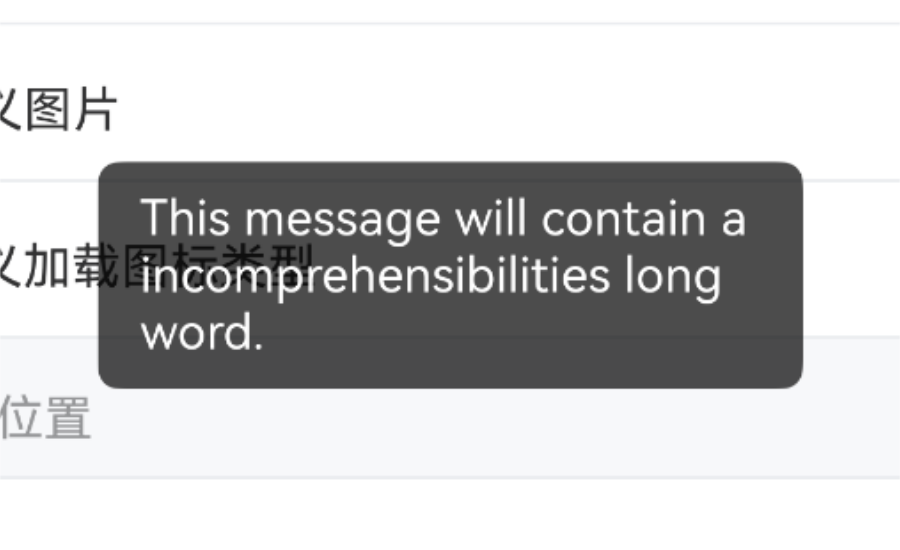 义图片
This message will contain a
incomprehensibilities long
word.
义加载图标类型
位置